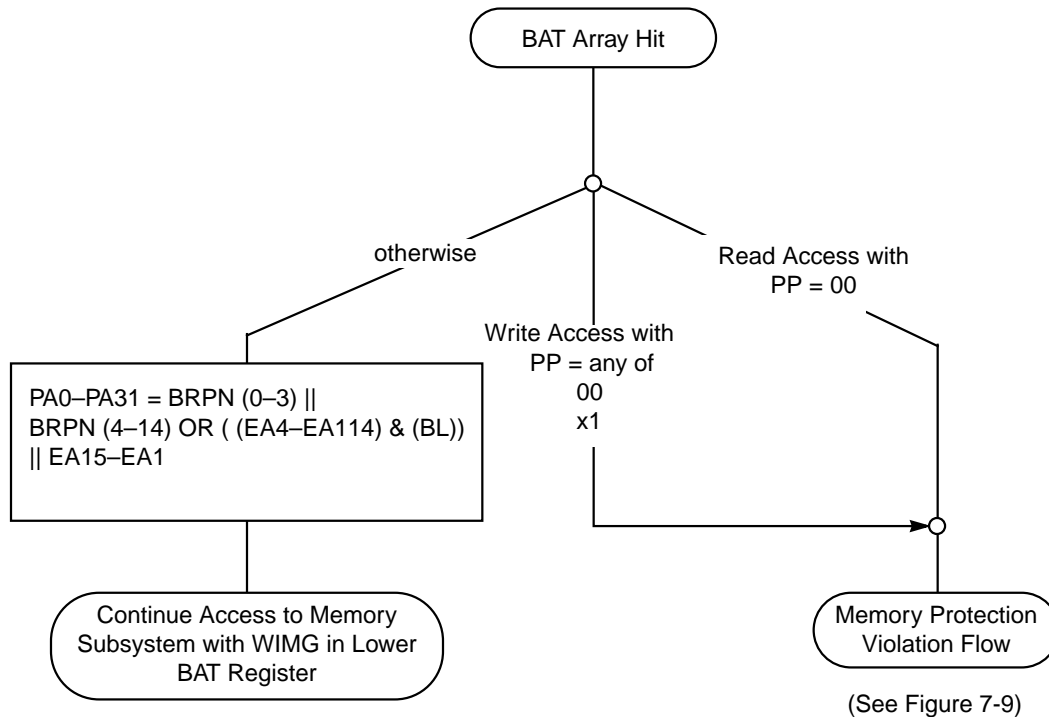 BAT Array Hit
otherwise
Read Access with
PP = 00
Write Access with
PP = any of
00
x1
PA0–PA31 = BRPN (0–3) ||
BRPN (4–14) OR ( (EA4–EA114) & (BL))
|| EA15–EA1
Continue Access to Memory
Subsystem with WIMG in Lower
BAT Register
Memory Protection
Violation Flow
(See Figure 7-9)